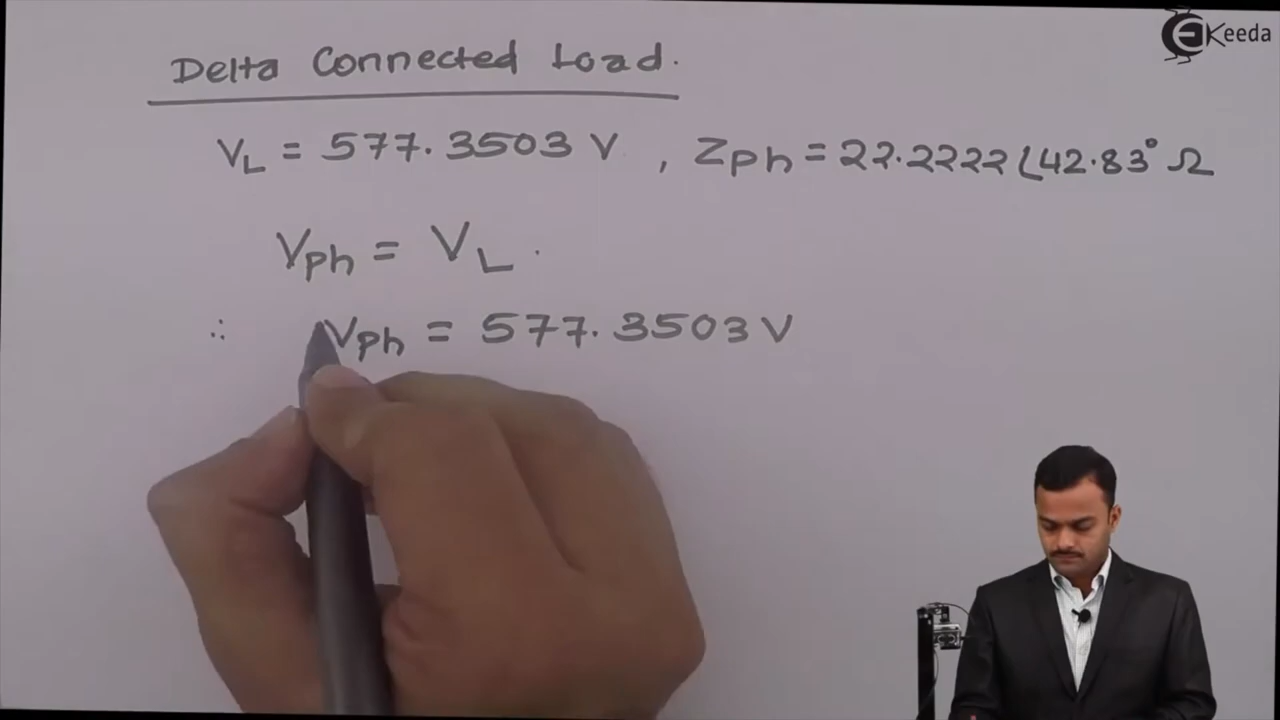 EKeeda
Delta Connected Load.
VL = 577.3503 V , Zph = 22.2222 ∠42.83° Ω
Vph = VL .
∴ Vph = 577.3503 V